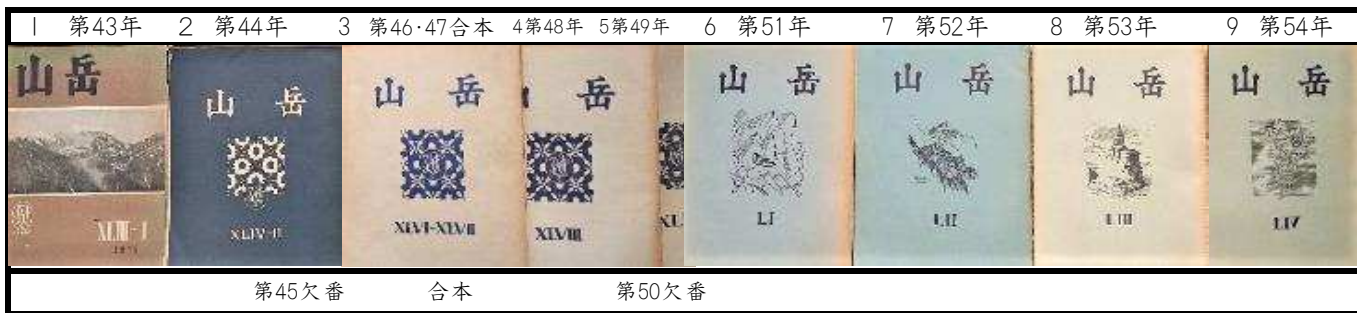 1 第43年 2 第44年 3 第46·47合本 4第48年 5第49年 6 第51年 7 第52年 8 第53年 9 第54年
山岳
XLIII-1
山 岳
XLIV-II
山 岳
XLVI-XLVII
岳
XLVIII
XL
山 岳
LI
山 岳
LII
山 岳
LIII
山 岳
LIV
第45欠番 合本 第50欠番